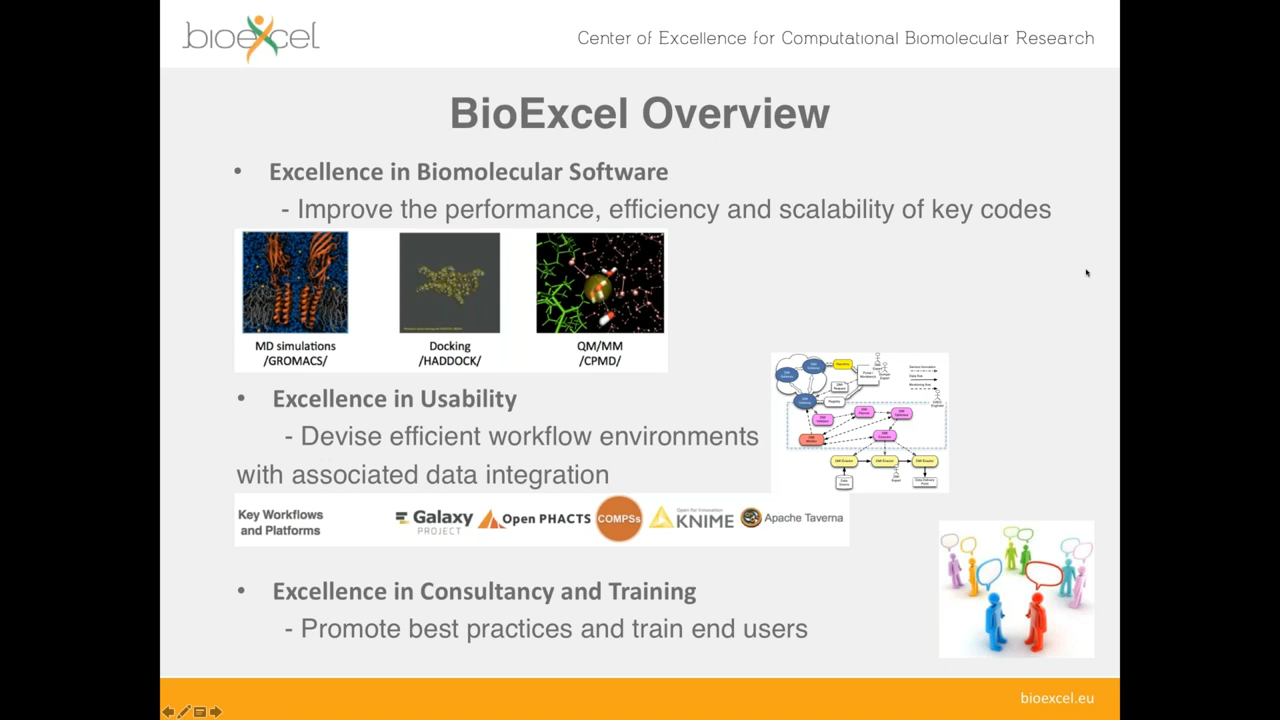 bioexcel
Center of Excellence for Computational Biomolecular Research
BioExcel Overview
• Excellence in Biomolecular Software
- Improve the performance, efficiency and scalability of key codes
MD simulations
/GROMACS/
Docking
/HADDOCK/
QM/MM
/CPMD/
• Excellence in Usability
- Devise efficient workflow environments
with associated data integration
Key Workflows
and Platforms
Galaxy
PROJECT
Open PHACTS
COMPSs
Open for Innovation
KNIME
Apache Taverna
• Excellence in Consultancy and Training
- Promote best practices and train end users
bioexcel.eu